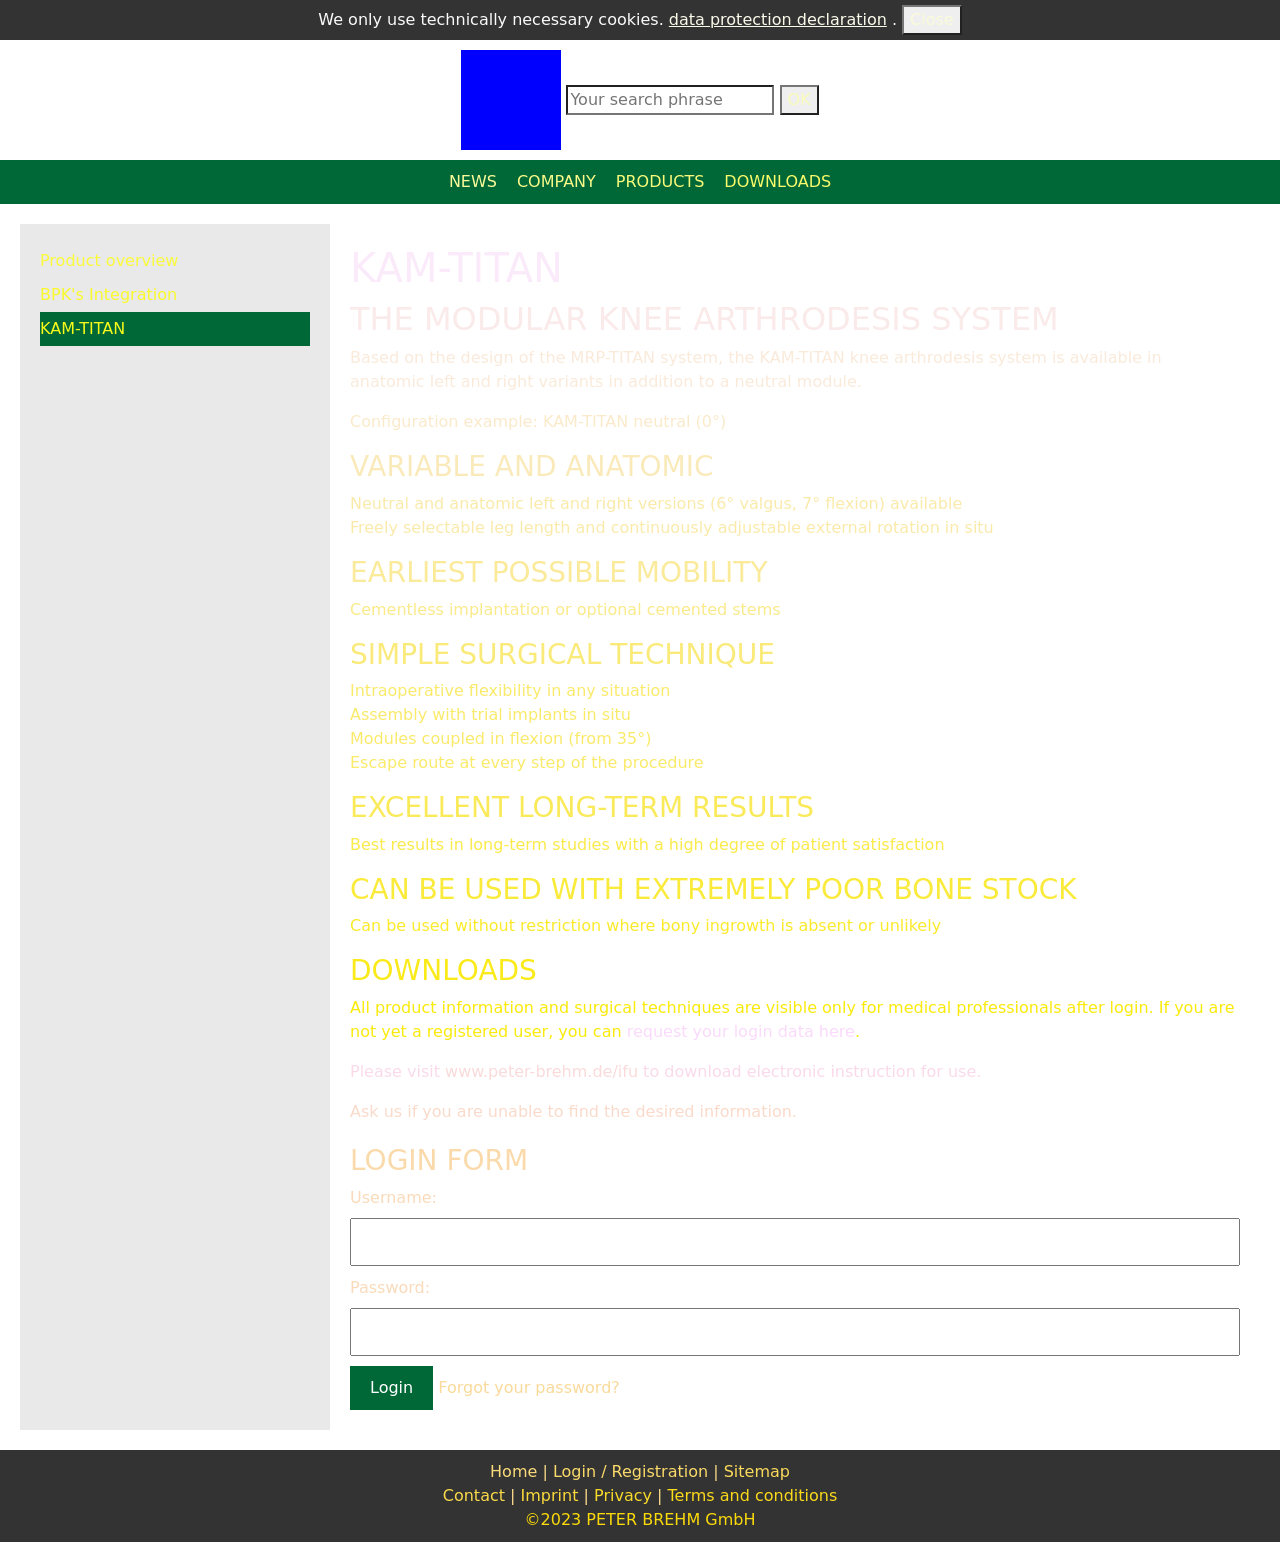 We only use technically necessary cookies. data protection declaration . Close
Your search phrase OK
NEWS COMPANY PRODUCTS DOWNLOADS
Product overview
BPK's Integration
KAM-TITAN
KAM-TITAN
THE MODULAR KNEE ARTHRODESIS SYSTEM
Based on the design of the MRP-TITAN system, the KAM-TITAN knee arthrodesis system is available in
anatomic left and right variants in addition to a neutral module.
Configuration example: KAM-TITAN neutral (0°)
VARIABLE AND ANATOMIC
Neutral and anatomic left and right versions (6° valgus, 7° flexion) available
Freely selectable leg length and continuously adjustable external rotation in situ
EARLIEST POSSIBLE MOBILITY
Cementless implantation or optional cemented stems
SIMPLE SURGICAL TECHNIQUE
Intraoperative flexibility in any situation
Assembly with trial implants in situ
Modules coupled in flexion (from 35°)
Escape route at every step of the procedure
EXCELLENT LONG-TERM RESULTS
Best results in long-term studies with a high degree of patient satisfaction
CAN BE USED WITH EXTREMELY POOR BONE STOCK
Can be used without restriction where bony ingrowth is absent or unlikely
DOWNLOADS
All product information and surgical techniques are visible only for medical professionals after login. If you are
not yet a registered user, you can request your login data here.
Please visit www.peter-brehm.de/ifu to download electronic instruction for use.
Ask us if you are unable to find the desired information.
LOGIN FORM
Username:
Password:
Login Forgot your password?
Home | Login / Registration | Sitemap
Contact | Imprint | Privacy | Terms and conditions
©2023 PETER BREHM GmbH